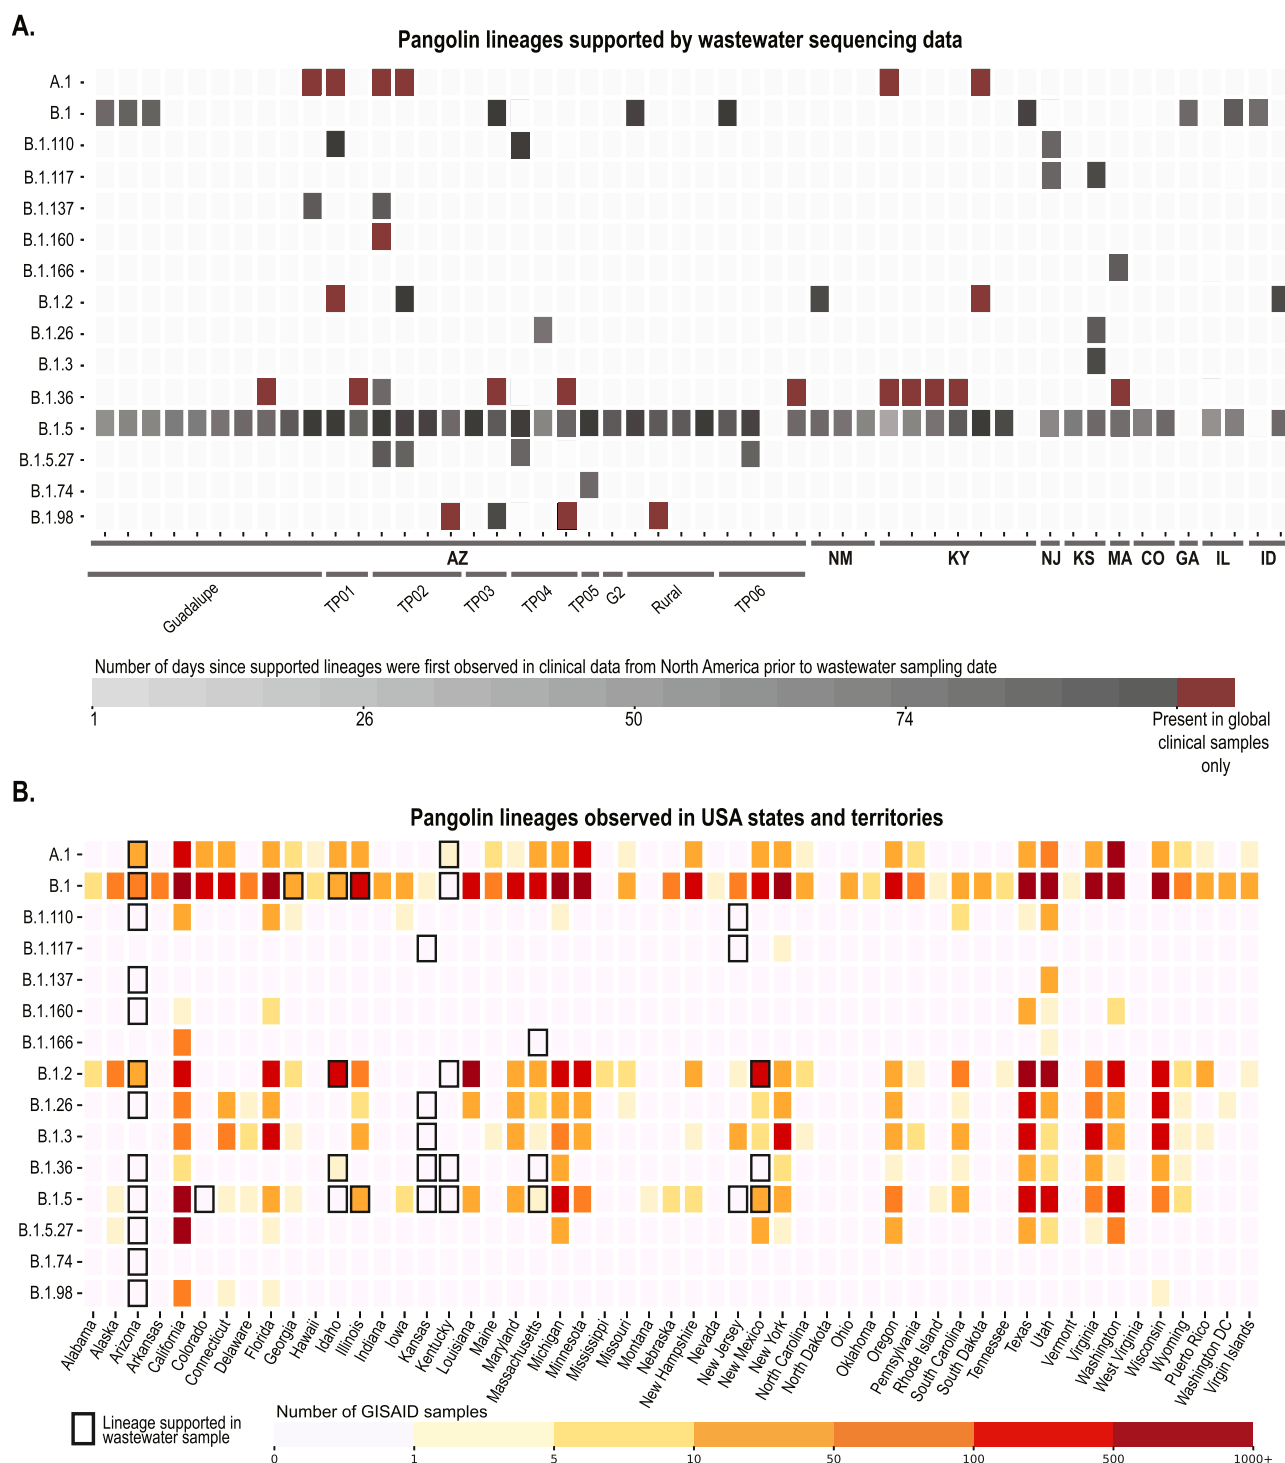 A.
Pangolin lineages supported by wastewater sequencing data
A.1
B.1
B.1.110
B.1.117
B.1.137
B.1.160
B.1.166
B.1.2
B.1.26
B.1.3
B.1.36
B.1.5
B.1.5.27
B.1.74
B.1.98
AZ NM KY NJ KS MA CO GA IL ID
Guadalupe TP01 TP02 TP03 TP04 TP05 G2 Rural TP06
Number of days since supported lineages were first observed in clinical data from North America prior to wastewater sampling date
1 26 50 74 Present in global
clinical samples
only
B.
Pangolin lineages observed in USA states and territories
A.1
B.1
B.1.110
B.1.117
B.1.137
B.1.160
B.1.166
B.1.2
B.1.26
B.1.3
B.1.36
B.1.5
B.1.5.27
B.1.74
B.1.98
Alabama Alaska Arizona Arkansas California Colorado Connecticut Delaware Florida Georgia Hawaii Idaho Illinois Indiana Iowa Kansas Kentucky Louisiana Maine Maryland Massachusetts Michigan Minnesota Mississippi Missouri Montana Nebraska New Hampshire Nevada New Jersey New Mexico New York North Carolina North Dakota Ohio Oklahoma Oregon Pennsylvania Rhode Island South Carolina South Dakota Tennessee Texas Utah Vermont Virginia Washington West Virginia Wisconsin Wyoming Puerto Rico Washington DC Virgin Islands
Lineage supported in
wastewater sample
Number of GISAID samples
0 1 5 10 50 100 500 1000+